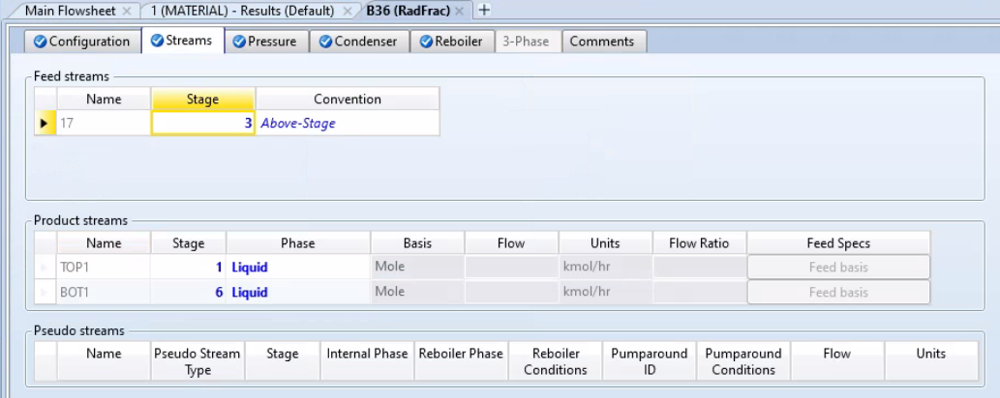 Main Flowsheet × 1 (MATERIAL) - Results (Default) × B36 (RadFrac) × +
Configuration Streams Pressure Condenser Reboiler 3-Phase Comments
Feed streams
Name Stage Convention
17 3 Above-Stage
Product streams
Name Stage Phase Basis Flow Units Flow Ratio Feed Specs
TOP1 1 Liquid Mole kmol/hr Feed basis
BOT1 6 Liquid Mole kmol/hr Feed basis
Pseudo streams
Name Pseudo Stream Stage Internal Phase Reboiler Phase Reboiler Pumparound Pumparound Flow Units
Type Conditions ID Conditions